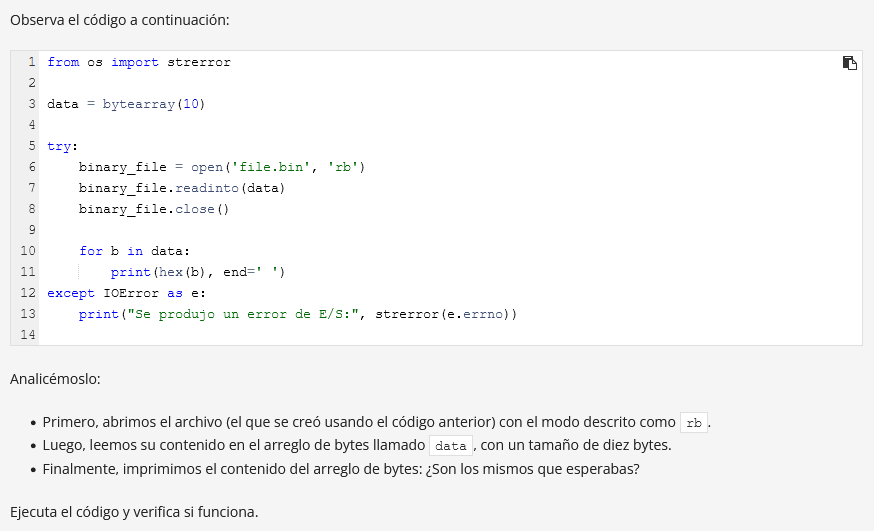 Observa el código a continuación:
1 from os import strerror
2
3 data = bytearray(10)
4
5 try:
6     binary_file = open('file.bin', 'rb')
7     binary_file.readinto(data)
8     binary_file.close()
9
10     for b in data:
11         print(hex(b), end=' ')
12 except IOError as e:
13     print("Se produjo un error de E/S:", strerror(e.errno))
14
Analicémoslo:
• Primero, abrimos el archivo (el que se creó usando el código anterior) con el modo descrito como rb.
• Luego, leemos su contenido en el arreglo de bytes llamado data, con un tamaño de diez bytes.
• Finalmente, imprimimos el contenido del arreglo de bytes: ¿Son los mismos que esperabas?
Ejecuta el código y verifica si funciona.